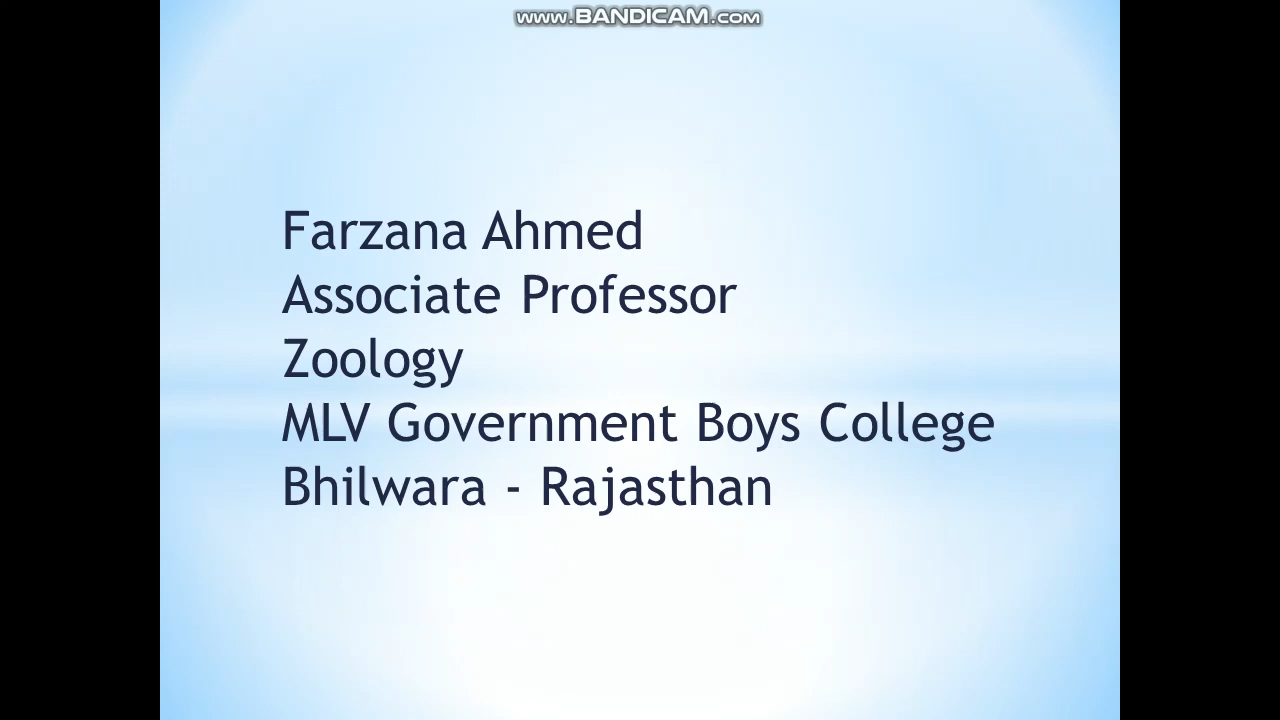 www.BANDICAM.com
Farzana Ahmed
Associate Professor
Zoology
MLV Government Boys College
Bhilwara - Rajasthan